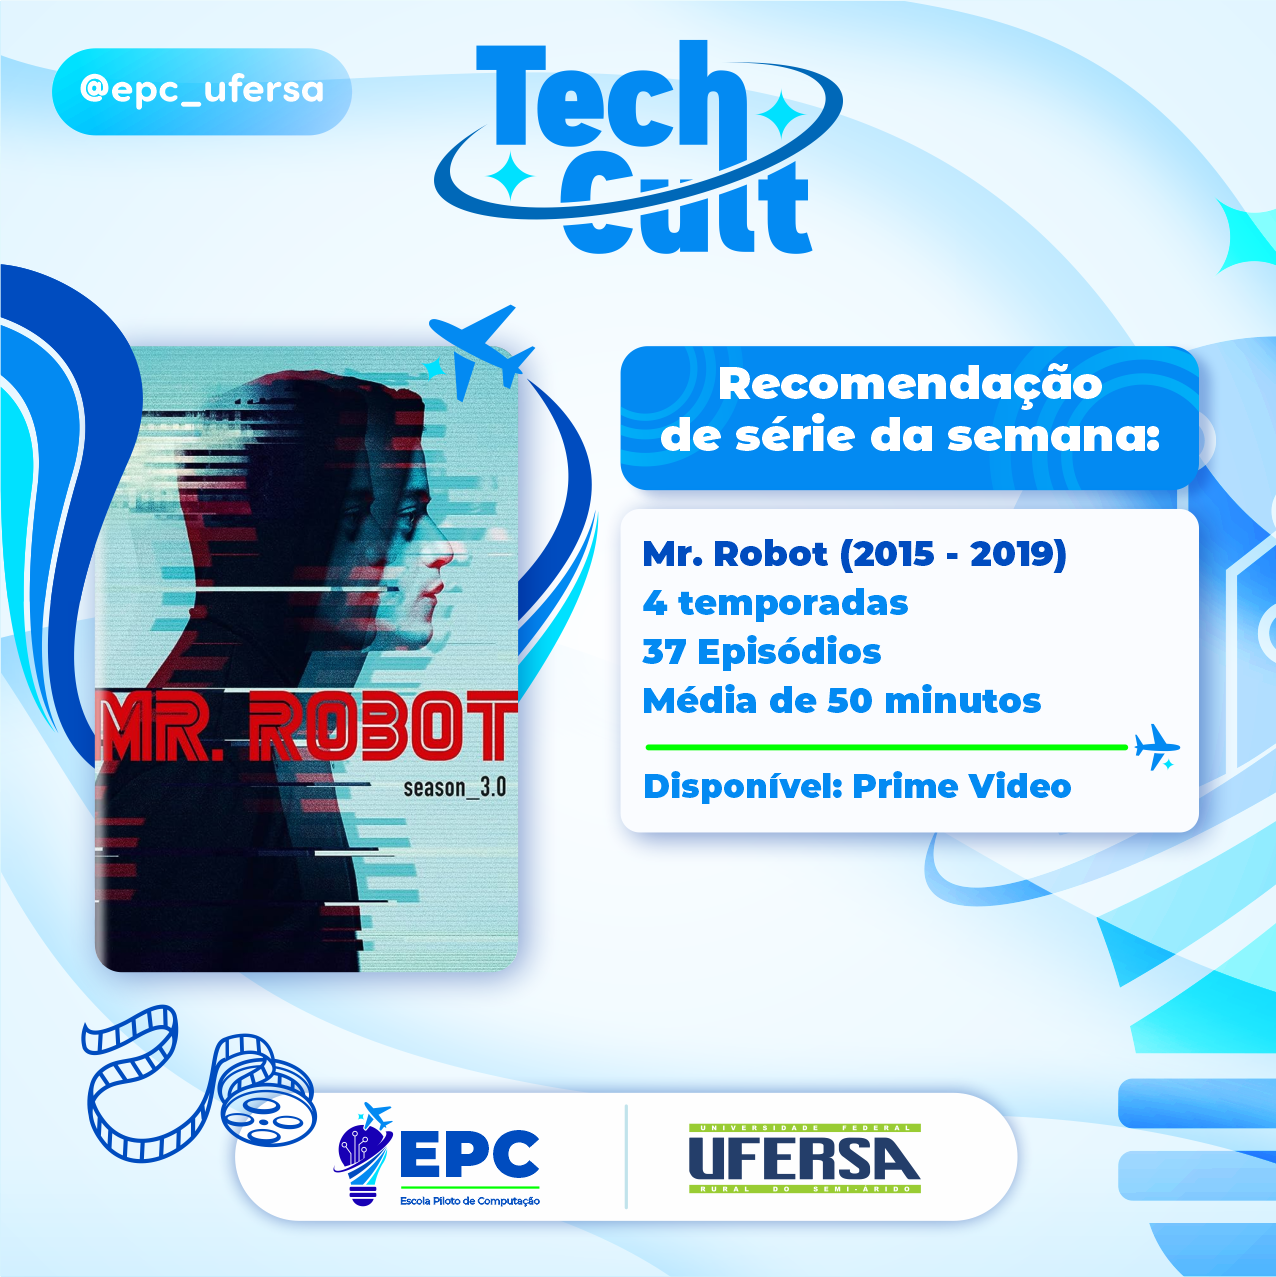 @epc_ufersa
Tech
Cult
Recomendação
de série da semana:
Mr. Robot (2015 - 2019)
4 temporadas
37 Episódios
Média de 50 minutos
Disponível: Prime Video
MR. ROBOT
season_3.0
EPC
Escola Piloto de Computação
UNIVERSIDADE FEDERAL
UFERSA
RURAL DO SEMI-ÁRIDO